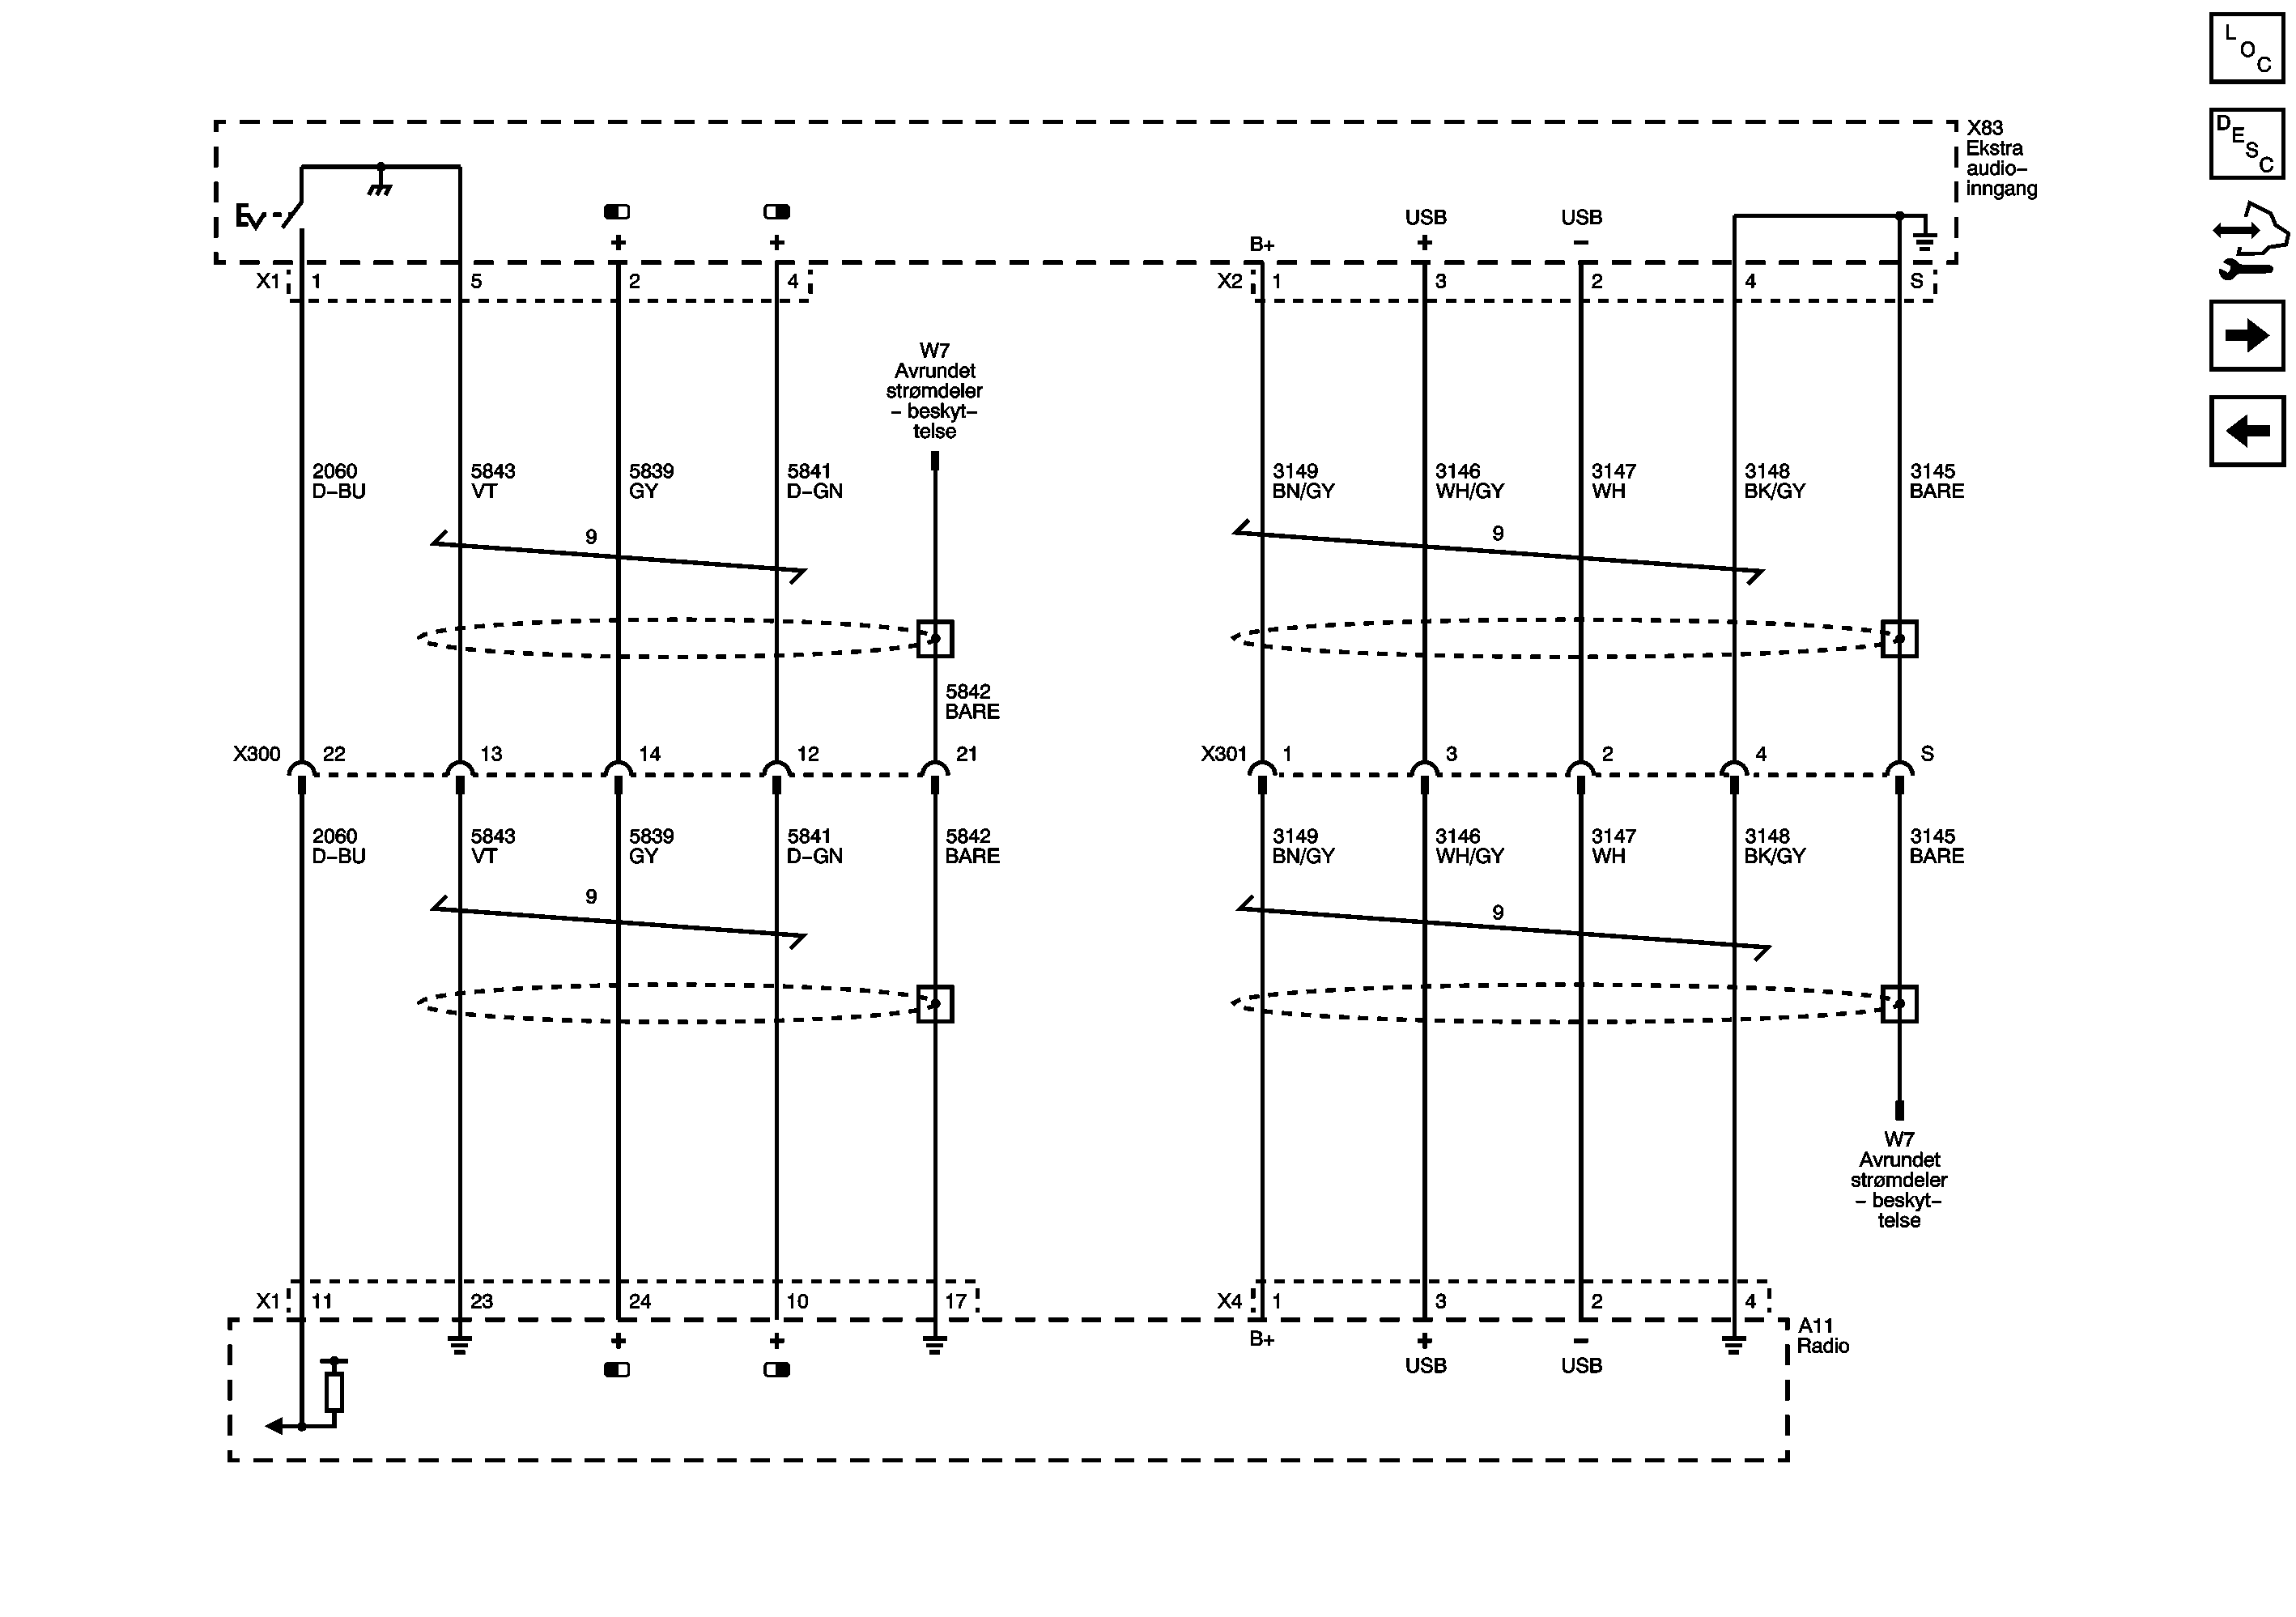 L O C
D E S C
X83
Ekstra
audio–
inngang
USB USB
B+
X1 1 5 2 4 X2 1 3 2 4 S
W7
Avrundet
strømdeler
– beskyt–
telse
2060 5843 5839 5841 3149 3146 3147 3148 3145
D–BU VT GY D–GN BN/GY WH/GY WH BK/GY BARE
9 9
5842
BARE
X300 22 13 14 12 21 X301 1 3 2 4 S
2060 5843 5839 5841 5842 3149 3146 3147 3148 3145
D–BU VT GY D–GN BARE BN/GY WH/GY WH BK/GY BARE
9 9
W7
Avrundet
strømdeler
– beskyt–
telse
X1 11 23 24 10 17 X4 1 3 2 4
B+
USB USB
A11
Radio